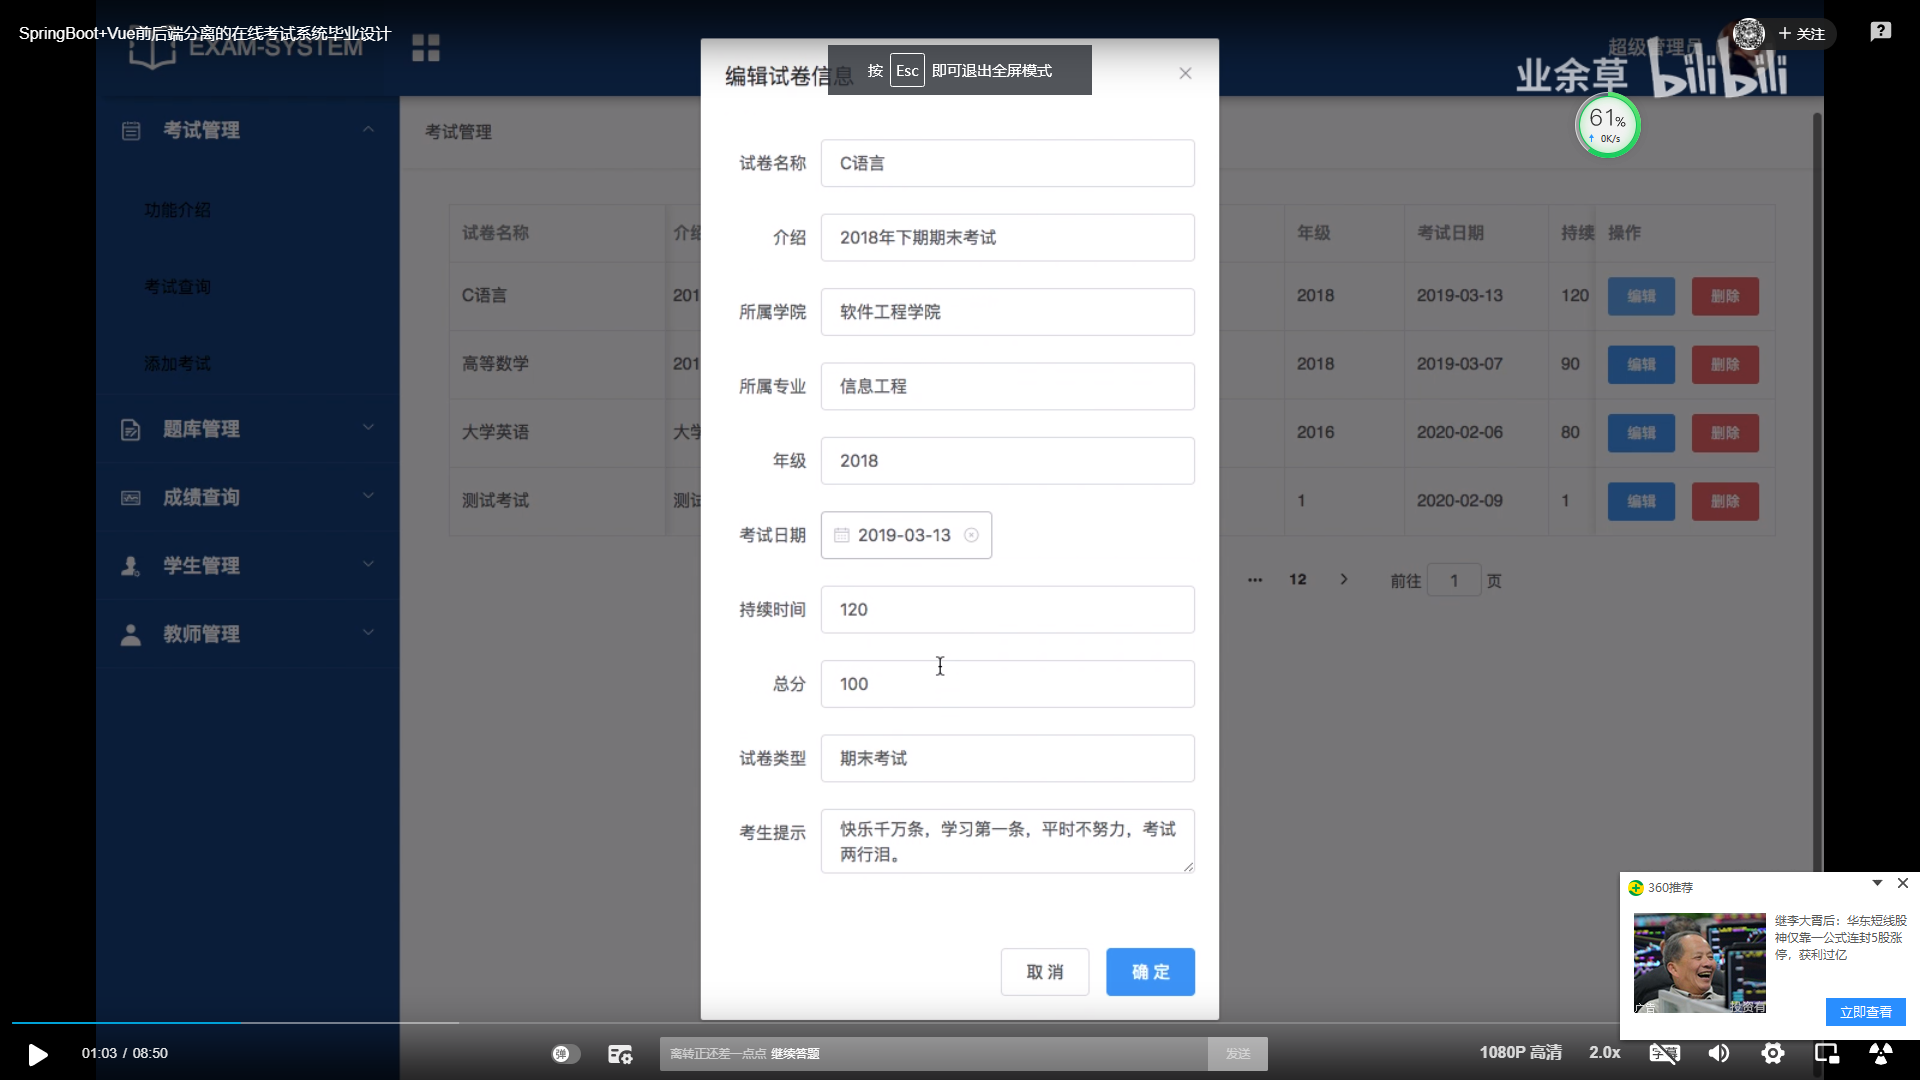 SpringBoot+Vue前后端分离的在线考试系统毕业设计
EXAM-SYSTEM
超级管理员
+ 关注
业余草 bilibili
61%
0K/s
按 Esc 即可退出全屏模式
编辑试卷信息
考试管理
功能介绍
考试查询
添加考试
题库管理
成绩查询
学生管理
教师管理
考试管理
试卷名称 介绍 年级 考试日期 持续 操作
C语言 201 2018 2019-03-13 120 编辑 删除
高等数学 201 2018 2019-03-07 90 编辑 删除
大学英语 大学 2016 2020-02-06 80 编辑 删除
测试考试 测试 1 2020-02-09 1 编辑 删除
••• 12 前往 1 页
试卷名称 C语言
介绍 2018年下期期末考试
所属学院 软件工程学院
所属专业 信息工程
年级 2018
考试日期 2019-03-13
持续时间 120
总分 100
试卷类型 期末考试
考生提示 快乐千万条，学习第一条，平时不努力，考试
两行泪。
取消 确定
360推荐
继李大霄后：华东短线股
神仅靠一公式连封5股涨
停，获利过亿
广告
投资有
立即查看
01:03 / 08:50
弹
离转正还差一点点 继续答题
发送
1080P 高清
2.0x
字幕